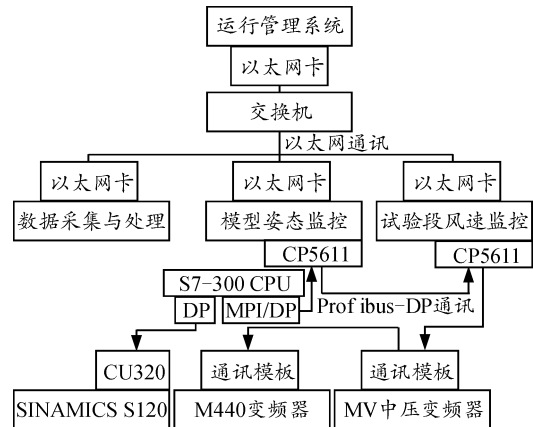 运行管理系统
以太网卡
交换机
以太网通讯
以太网卡
以太网卡
以太网卡
数据采集与处理
模型姿态监控
试验段风速监控
CP5611
CP5611
S7-300 CPU
DP
MPI/DP
Prof ibus-DP通讯
CU320
通讯模板
通讯模板
SINAMICS S120
M440变频器
MV中压变频器